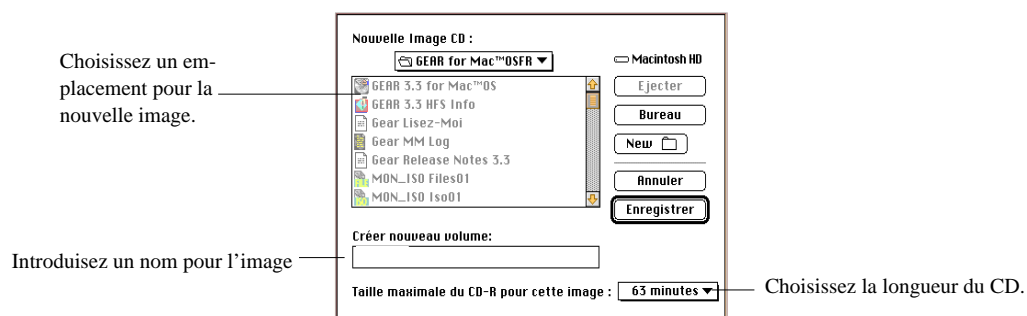 Nouvelle Image CD :
GEAR for Mac™OSFR
Macintosh HD
Choisissez un em-
placement pour la
nouvelle image.
GEAR 3.3 for Mac™OS
GEAR 3.3 HFS Info
Gear Lisez-Moi
Gear MM Log
Gear Release Notes 3.3
MON_ISO Files01
MON_ISO Iso01
Ejecter
Bureau
New
Annuler
Enregistrer
Créer nouveau volume:
Introduisez un nom pour l’image
Taille maximale du CD-R pour cette image :
63 minutes
Choisissez la longueur du CD.